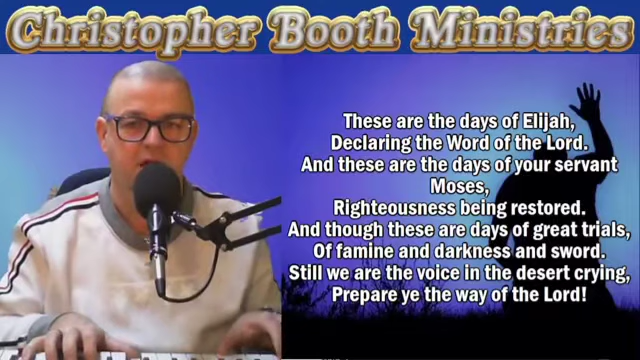 Christopher Booth Ministries
These are the days of Elijah,
Declaring the Word of the Lord.
And these are the days of your servant
Moses,
Righteousness being restored.
And though these are days of great trials,
Of famine and darkness and sword.
Still we are the voice in the desert crying,
Prepare ye the way of the Lord!